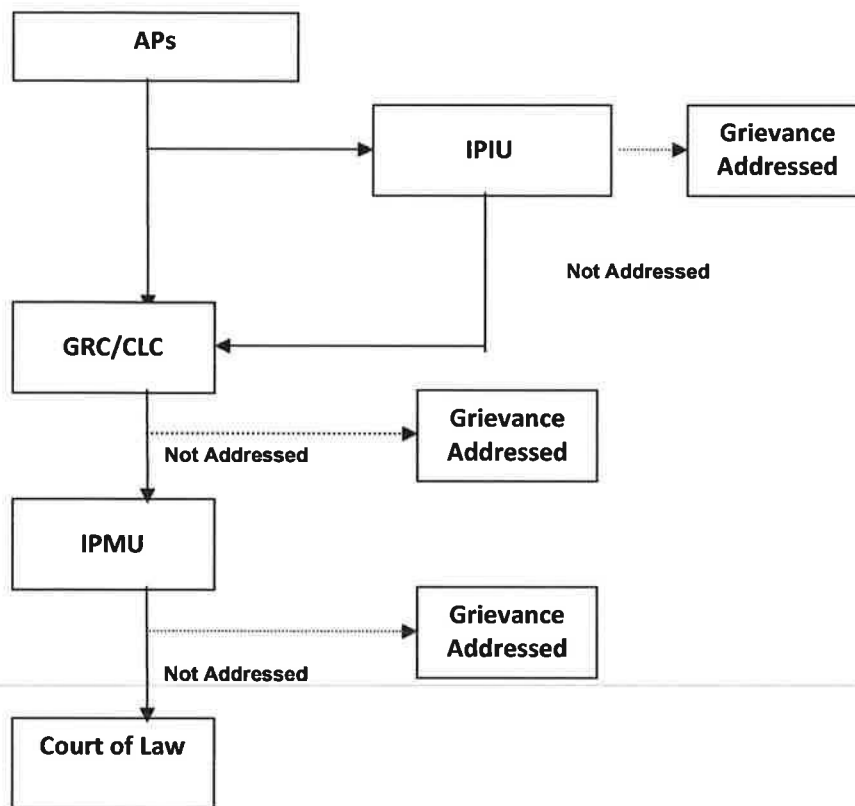 APs
IPIU
Grievance
Addressed
Not Addressed
GRC/CLC
Grievance
Addressed
Not Addressed
IPMU
Grievance
Addressed
Not Addressed
Court of Law